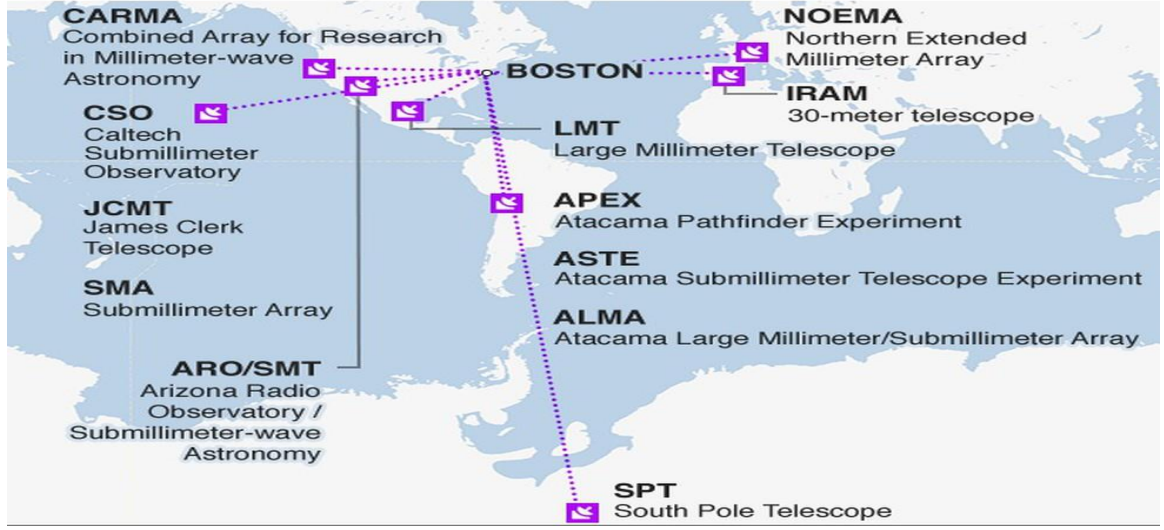 CARMA
Combined Array for Research
in Millimeter-wave
Astronomy
CSO
Caltech
Submillimeter
Observatory
JCMT
James Clerk
Telescope
SMA
Submillimeter Array
ARO/SMT
Arizona Radio
Observatory /
Submillimeter-wave
Astronomy
BOSTON
NOEMA
Northern Extended
Millimeter Array
IRAM
30-meter telescope
LMT
Large Millimeter Telescope
APEX
Atacama Pathfinder Experiment
ASTE
Atacama Submillimeter Telescope Experiment
ALMA
Atacama Large Millimeter/Submillimeter Array
SPT
South Pole Telescope